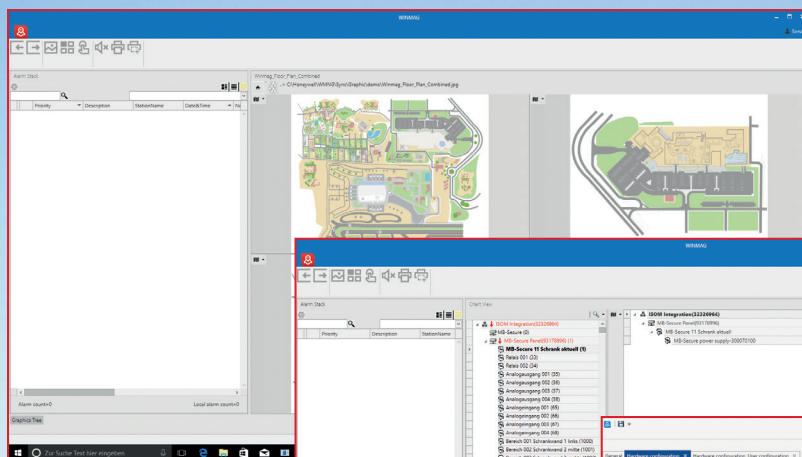 WINMAG
Serv
Alarm Stack
Winmag_Floor_Plan_Combined
C:\Honeywell\WMNG\Sync\Graphic\demo\Winmag_Floor_Plan_Combined.jpg
Priority Description StationName Date&Time
Alarm count=0 Local alarm count=0
Graphics Tree
Zur Suche Text hier eingeben
WINMAG
Alarm Stack
Chart View
Priority Description StationName
ISOM Integration(32326964)
MB-Secure (0)
MB-Secure Panel(93178996) (1)
MB-Secure 11 Schrank aktuell (1)
Relais 001 (33)
Relais 002 (34)
Analogausgang 001 (35)
Analogausgang 002 (36)
Analogausgang 003 (37)
Analogausgang 004 (38)
Analogeingang 001 (65)
Analogeingang 002 (66)
Analogeingang 003 (67)
Analogeingang 004 (68)
Bereich 001 Schrankwand 1 links (1000)
Bereich 002 Schrankwand 2 mitte (1001)
ISOM Integration(32326964)
MB-Secure Panel(93178996)
MB-Secure 11 Schrank aktuell
MB-Secure power supply-300070100
General Hardware configuration Hardware configuration: User configuration